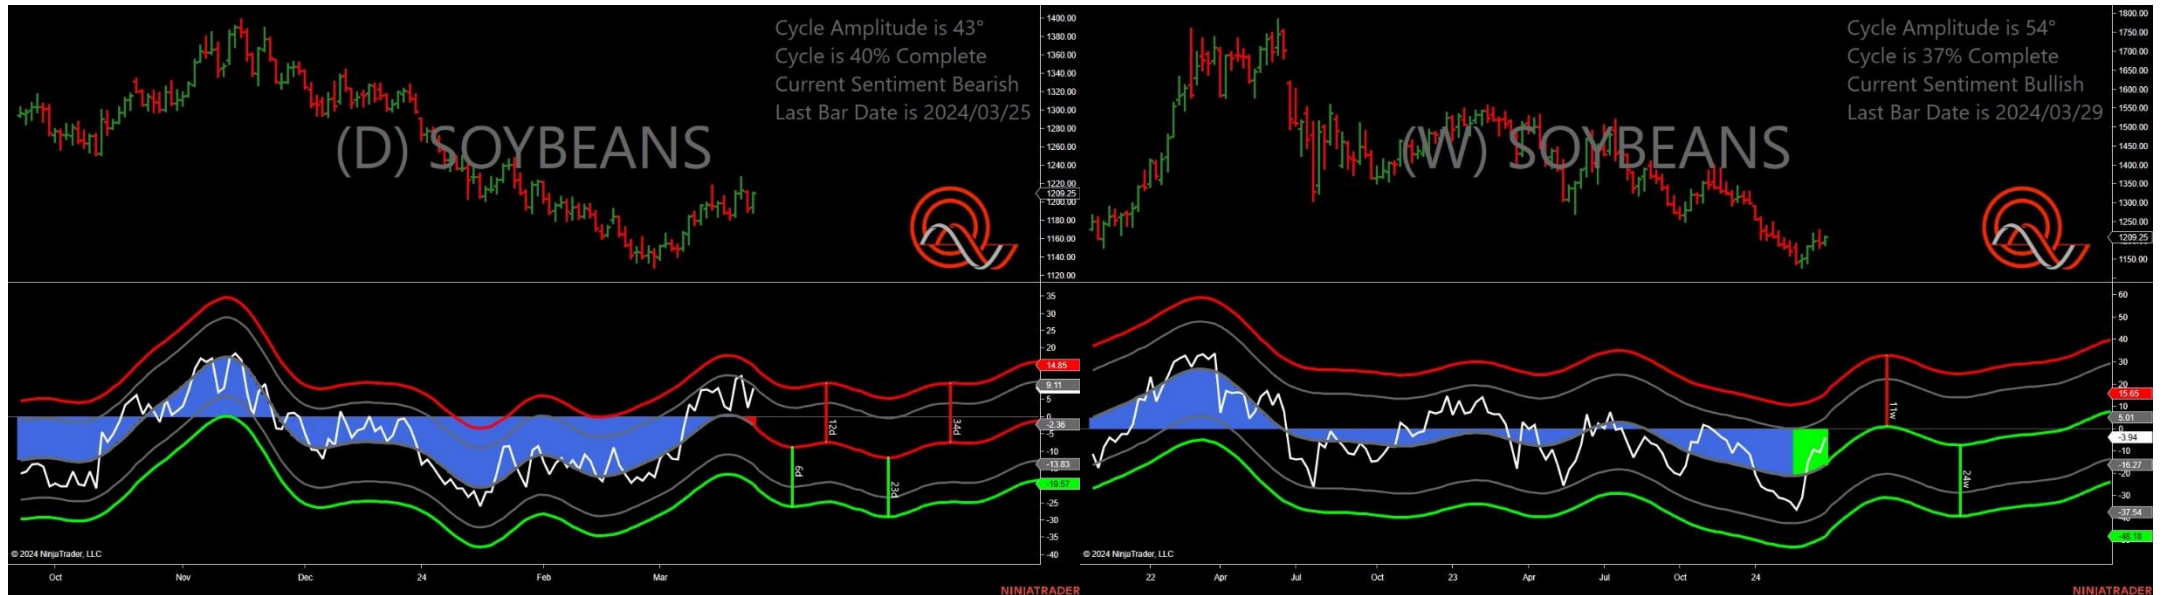 Cycle Amplitude is 43°
Cycle is 40% Complete
Current Sentiment Bearish
Last Bar Date is 2024/03/25
(D) SOYBEANS
1400.00
1380.00
1360.00
1340.00
1320.00
1300.00
1280.00
1260.00
1240.00
1220.00
1209.25
1200.00
1180.00
1160.00
1140.00
1120.00
35
30
25
20
14.85
9.11
5
0
-2.36
-5
-10
-13.83
-19.57
-25
-30
-35
-40
6d
12d
23d
34d
© 2024 NinjaTrader, LLC
Oct Nov Dec 24 Feb Mar
NINJATRADER
Cycle Amplitude is 54°
Cycle is 37% Complete
Current Sentiment Bullish
Last Bar Date is 2024/03/29
(W) SOYBEANS
1800.00
1750.00
1700.00
1650.00
1600.00
1550.00
1500.00
1450.00
1400.00
1350.00
1300.00
1250.00
1209.25
1150.00
60
50
40
30
20
15.65
10
5.01
0
-3.94
-10
-16.27
-20
-30
-37.54
-48.18
11w
24w
© 2024 NinjaTrader, LLC
22 Apr Jul Oct 23 Apr Jul Oct 24
NINJATRADER